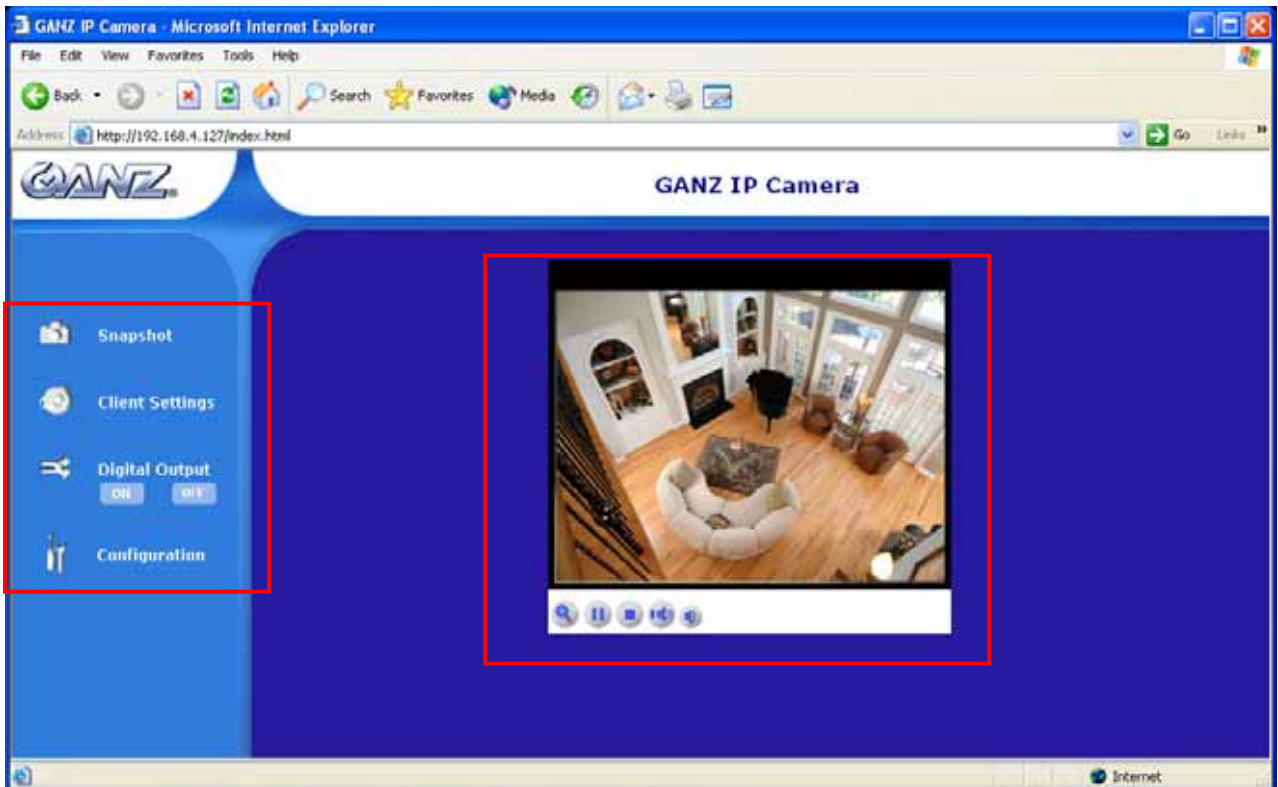 GANZ IP Camera - Microsoft Internet Explorer
File Edit View Favorites Tools Help
Back Search Favorites Media
Address http://192.168.4.127/index.html Go Links
GANZ
GANZ IP Camera
Snapshot
Client Settings
Digital Output
ON OFF
Configuration
Internet